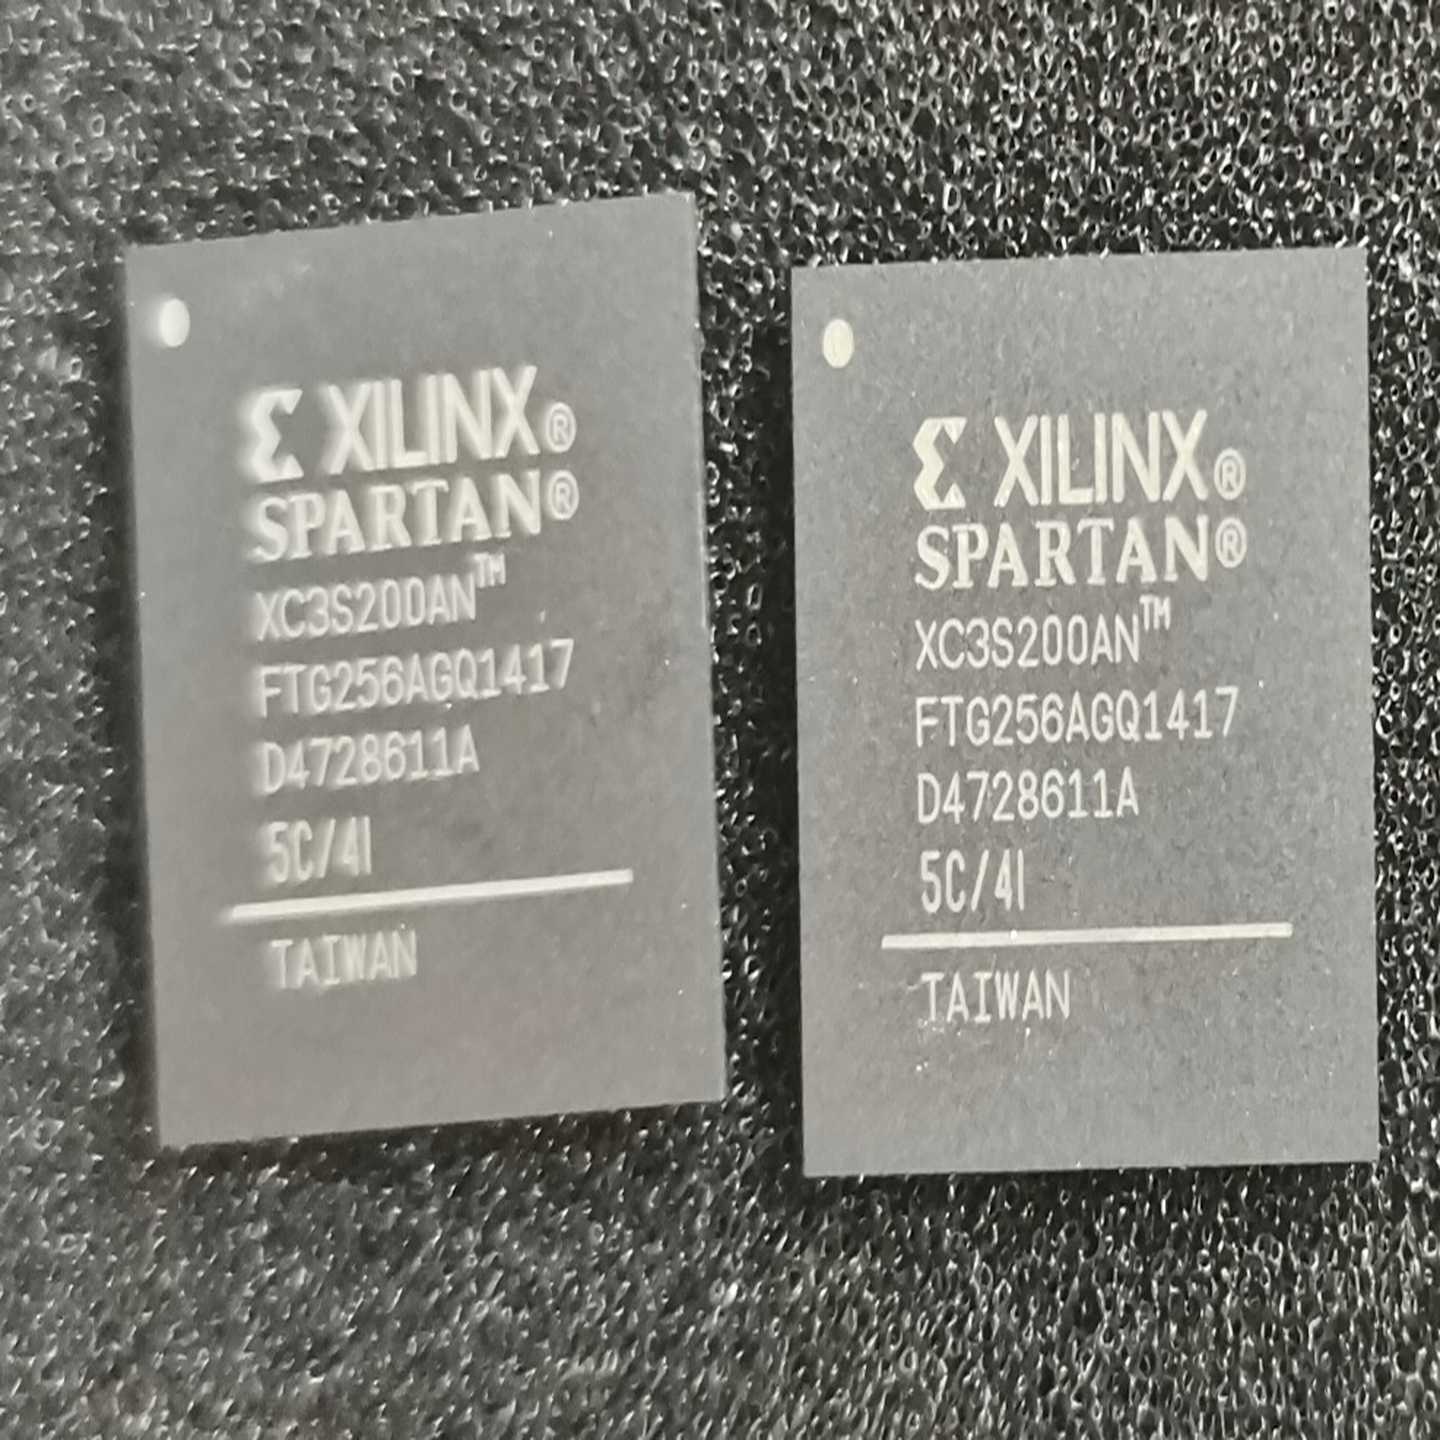 XILINX®
SPARTAN®
XC3S200AN™
FTG256AGQ1417
D4728611A
5C/4I
TAIWAN
XILINX®
SPARTAN®
XC3S200AN™
FTG256AGQ1417
D4728611A
5C/4I
TAIWAN